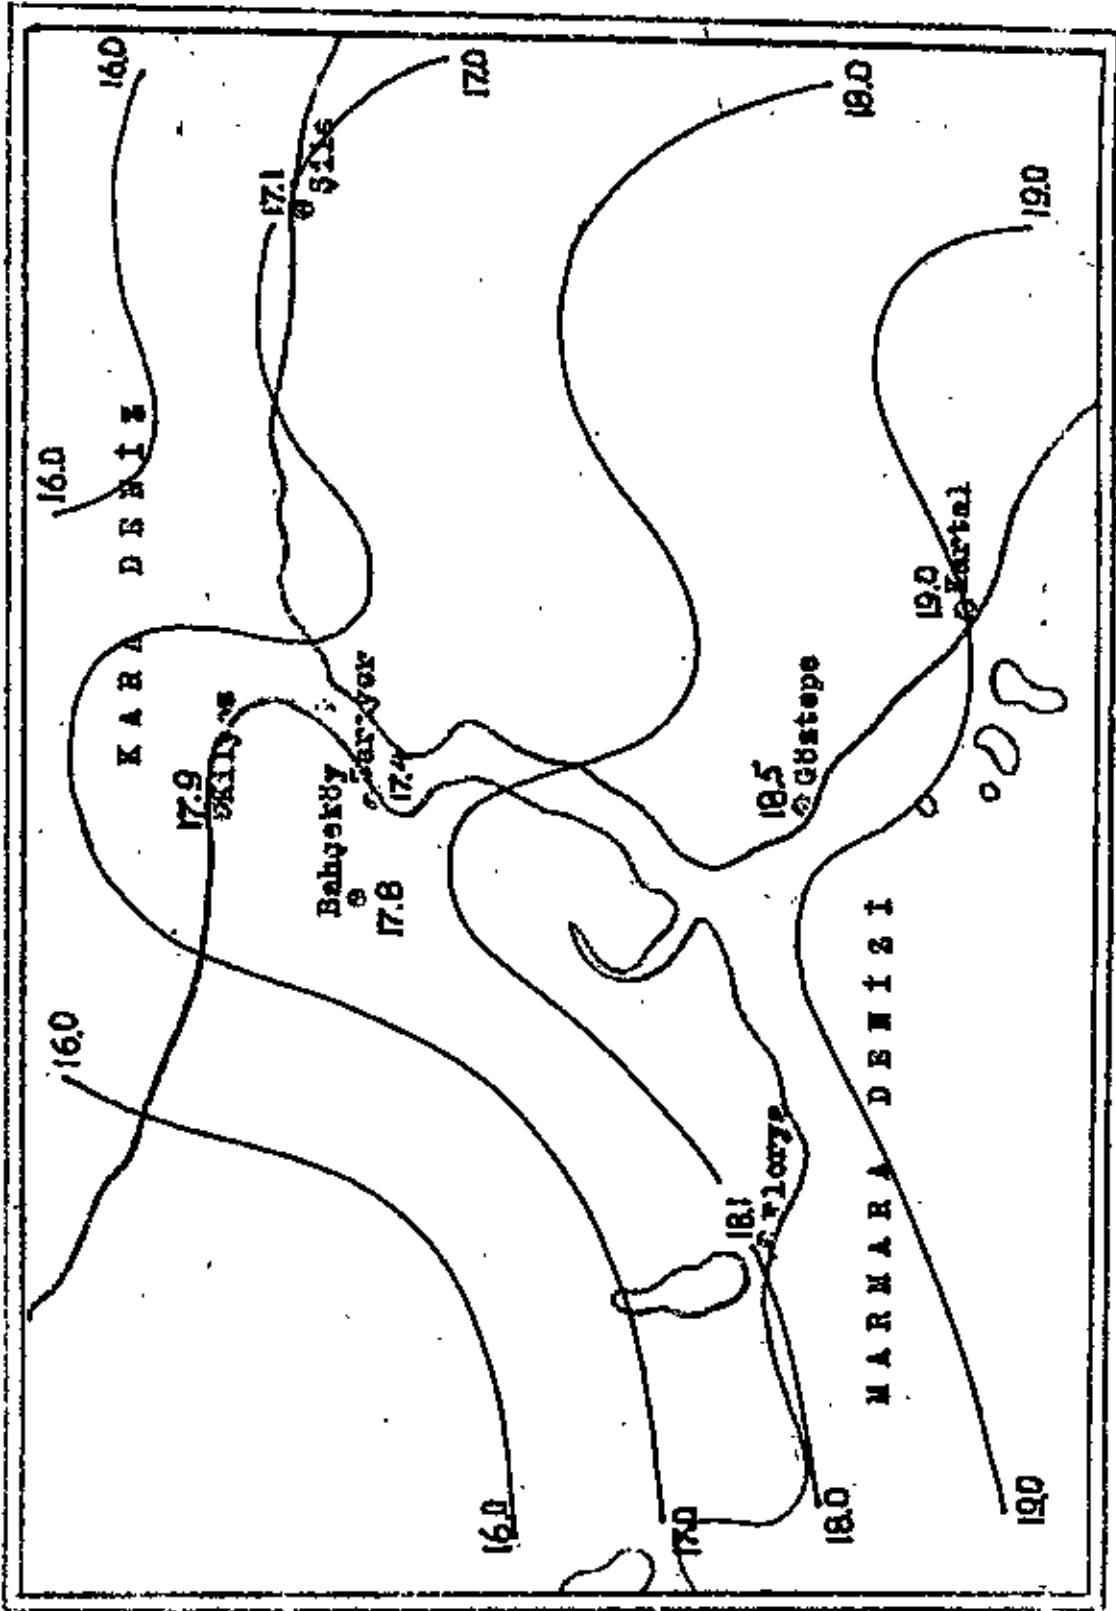 16.0
16.0
16.0
KARA DENİZ
17.9
Kilyos
17.1
Şile
Bahçeköy
17.8
Sarıyer
17.4
17.0
16.0
17.0
18.1
Florya
18.5
Göztepe
18.0
18.0
MARMARA DENİZİ
19.0
Kartal
19.0
19.0